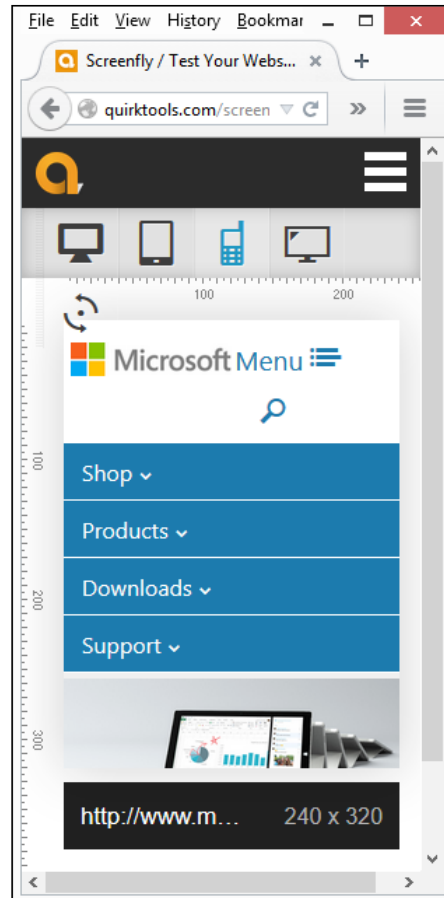 File Edit View History Bookmar
Screenfly / Test Your Webs...
quirktools.com/screen
100 200
Microsoft Menu
Shop
Products
Downloads
Support
100
200
300
http://www.m... 240 x 320